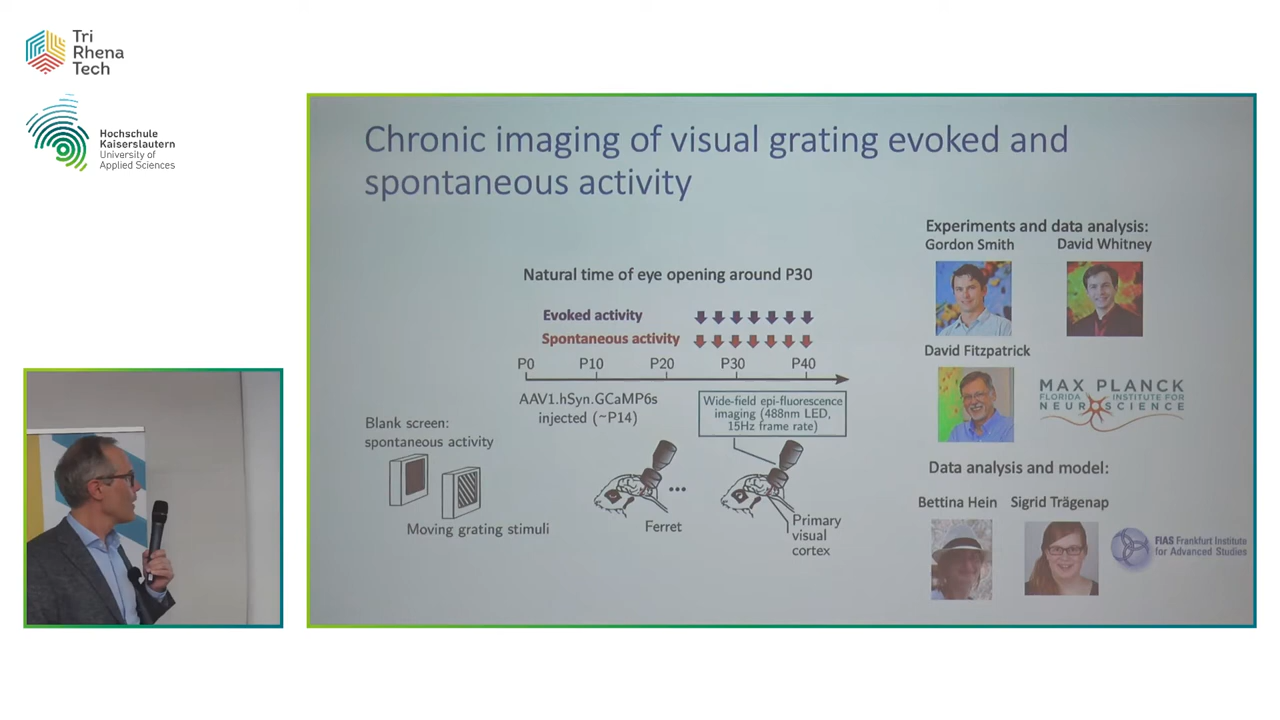 Tri
Rhena
Tech
Hochschule
Kaiserslautern
University of
Applied Sciences
Chronic imaging of visual grating evoked and
spontaneous activity
Natural time of eye opening around P30
Evoked activity
Spontaneous activity
P0 P10 P20 P30 P40
AAV1.hSyn.GCaMP6s
injected (~P14)
Wide-field epi-fluorescence
imaging (488nm LED,
15Hz frame rate)
Blank screen:
spontaneous activity
Moving grating stimuli
...
Ferret
Primary
visual
cortex
Experiments and data analysis:
Gordon Smith David Whitney
David Fitzpatrick
MAX PLANCK
FLORIDA INSTITUTE FOR
NEUROSCIENCE
Data analysis and model:
Bettina Hein Sigrid Trägenap
FIAS Frankfurt Institute
for Advanced Studies